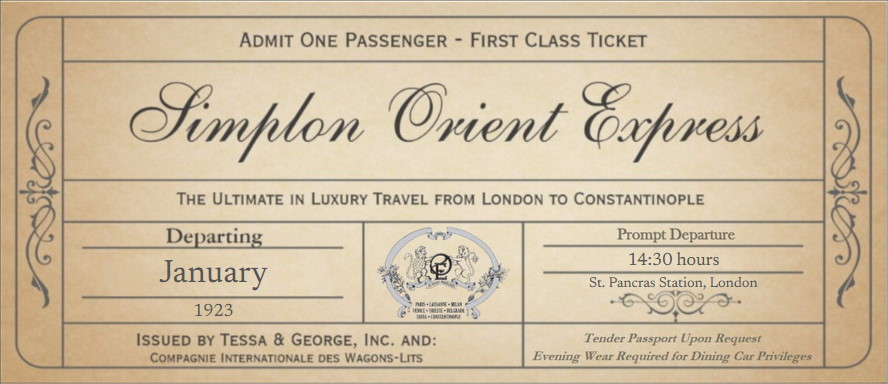 ADMIT ONE PASSENGER - FIRST CLASS TICKET
Simplon Orient Express
THE ULTIMATE IN LUXURY TRAVEL FROM LONDON TO CONSTANTINOPLE
Departing
January
1923
OE
PARIS • LAUSANNE • MILAN
VENICE • TRIESTE • BELGRADE
SOFIA • CONSTANTINOPLE
Prompt Departure
14:30 hours
St. Pancras Station, London
ISSUED BY TESSA & GEORGE, INC. AND:
COMPAGNIE INTERNATIONALE DES WAGONS-LITS
Tender Passport Upon Request
Evening Wear Required for Dining Car Privileges